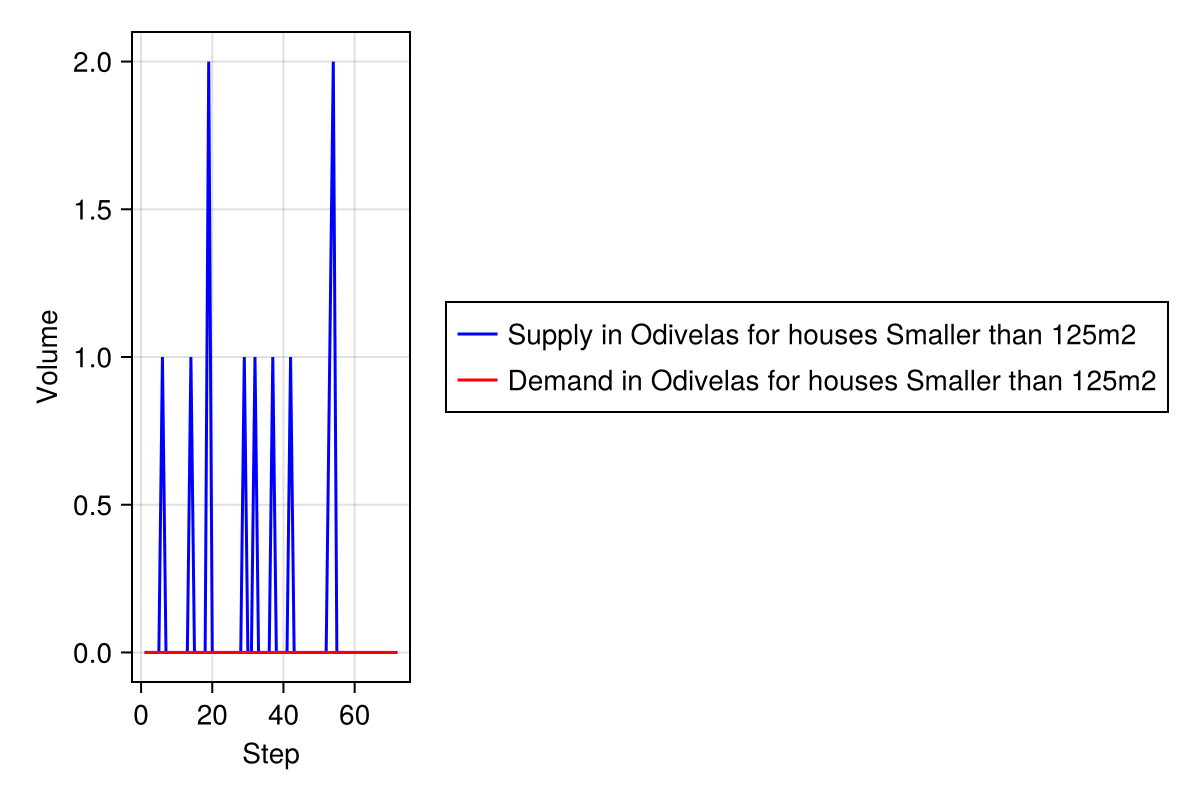 2.0
1.5
1.0
0.5
0.0
Volume
0 20 40 60
Step
Supply in Odivelas for houses Smaller than 125m2
Demand in Odivelas for houses Smaller than 125m2